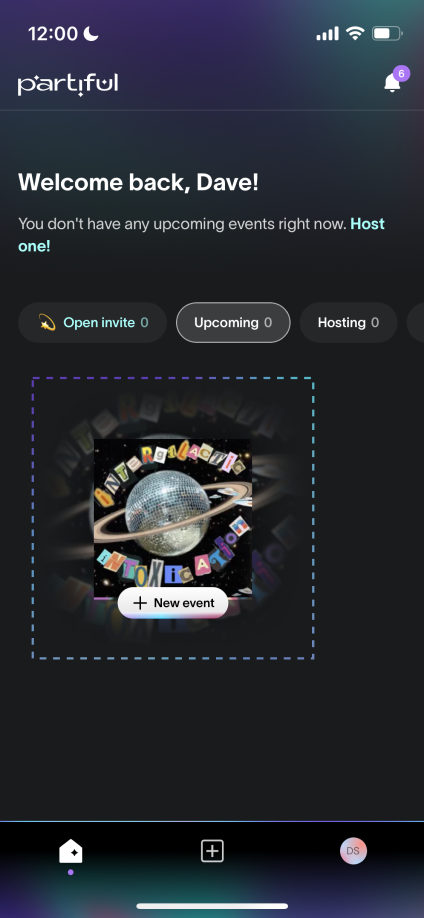 12:00
partiful
6
Welcome back, Dave!
You don't have any upcoming events right now. Host
one!
Open invite 0
Upcoming 0
Hosting 0
iNTERgalactic
iNTOXiCATioN
New event
DS